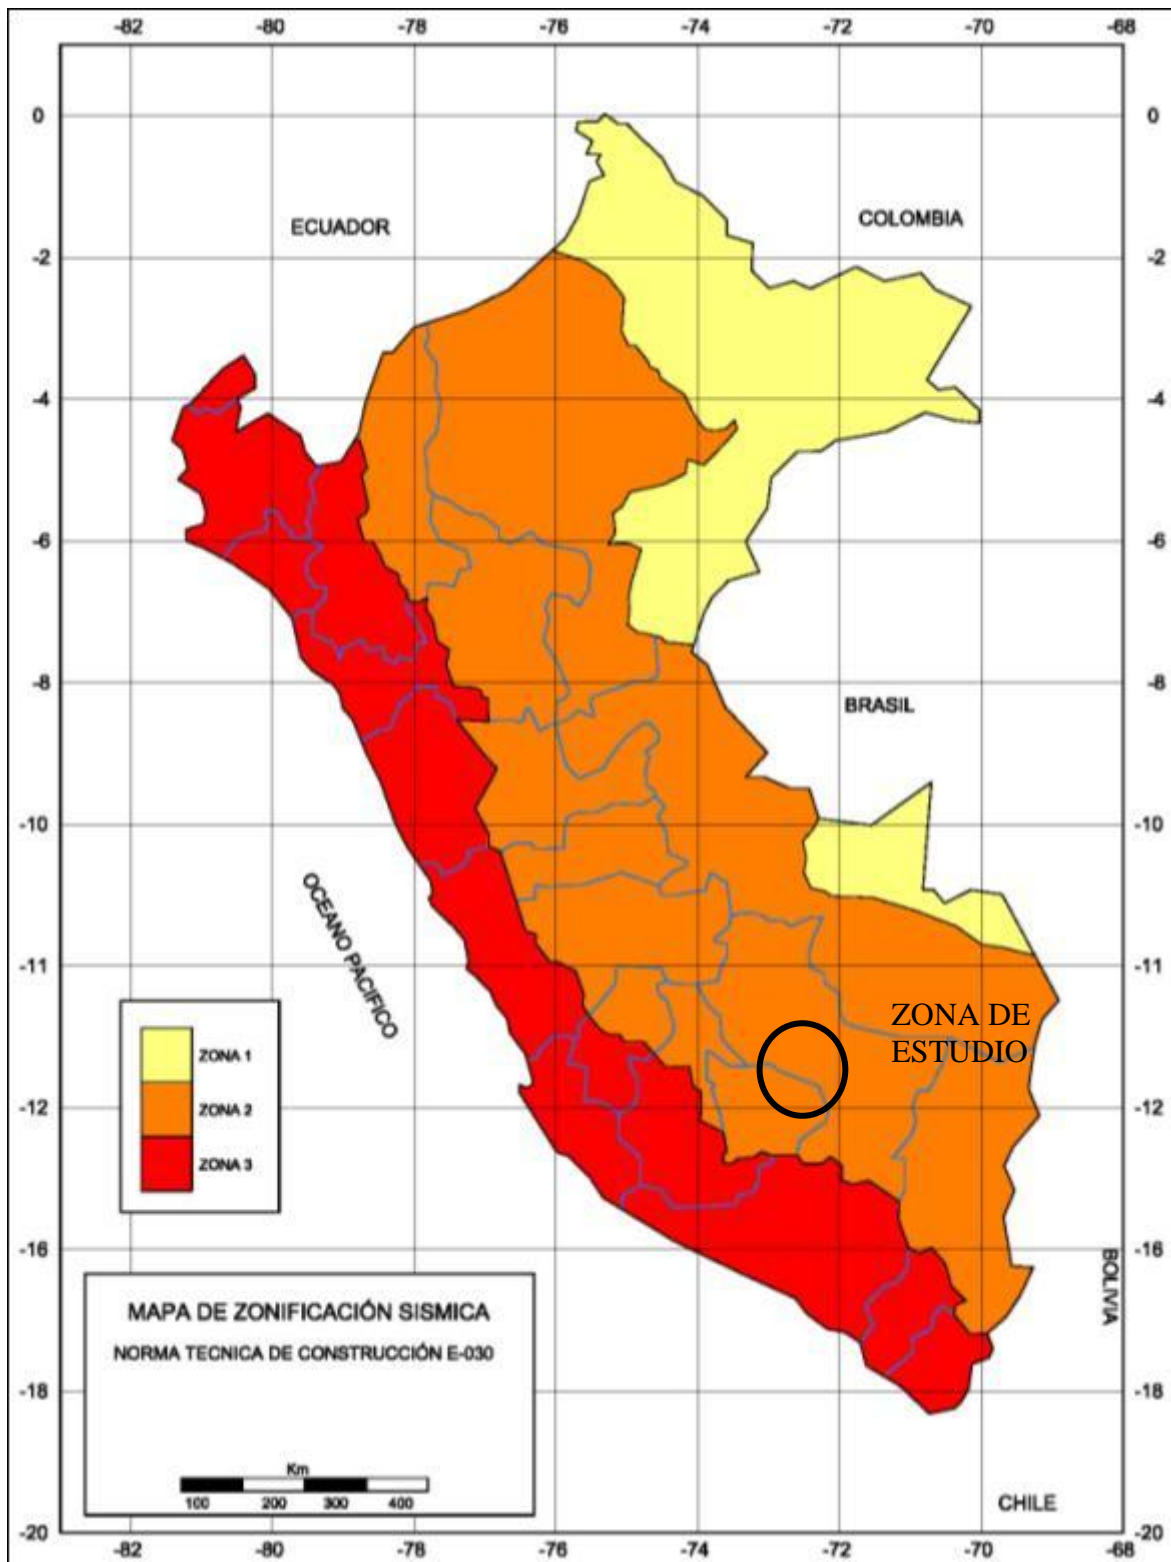 -82 -80 -78 -76 -74 -72 -70 -68
0 0
COLOMBIA
ECUADOR
-2 -2
-4 -4
-6 -6
-8 -8
BRASIL
-10 -10
OCEANO PACIFICO
-11 -11
ZONA DE
ESTUDIO
ZONA 1
ZONA 2
ZONA 3
-12 -12
-16 -16
BOLIVIA
MAPA DE ZONIFICACIÓN SISMICA
NORMA TECNICA DE CONSTRUCCIÓN E-030
-18 -18
Km
100 200 300 400
CHILE
-20 -20
-82 -80 -78 -76 -74 -72 -70 -68